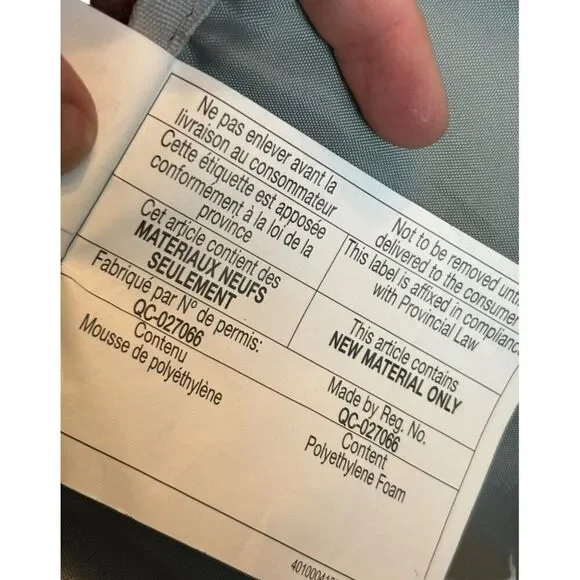 Ne pas enlever avant la
livraison au consommateur
Cette étiquette est apposée
conformément à la loi de la
province
Cet article content des
MATERIAUX NEUFS
SEULEMENT
Fabriqué par N° de permis:
QC-027066
Contenu
Mousse de polyéthylène
Not to be removed until
delivered to the consumer
This label is affixed in compliance
with Provincial Law
This article contains
NEW MATERIAL ONLY
Made by Reg. No.
QC-027066
Content
Polyethylene Foam